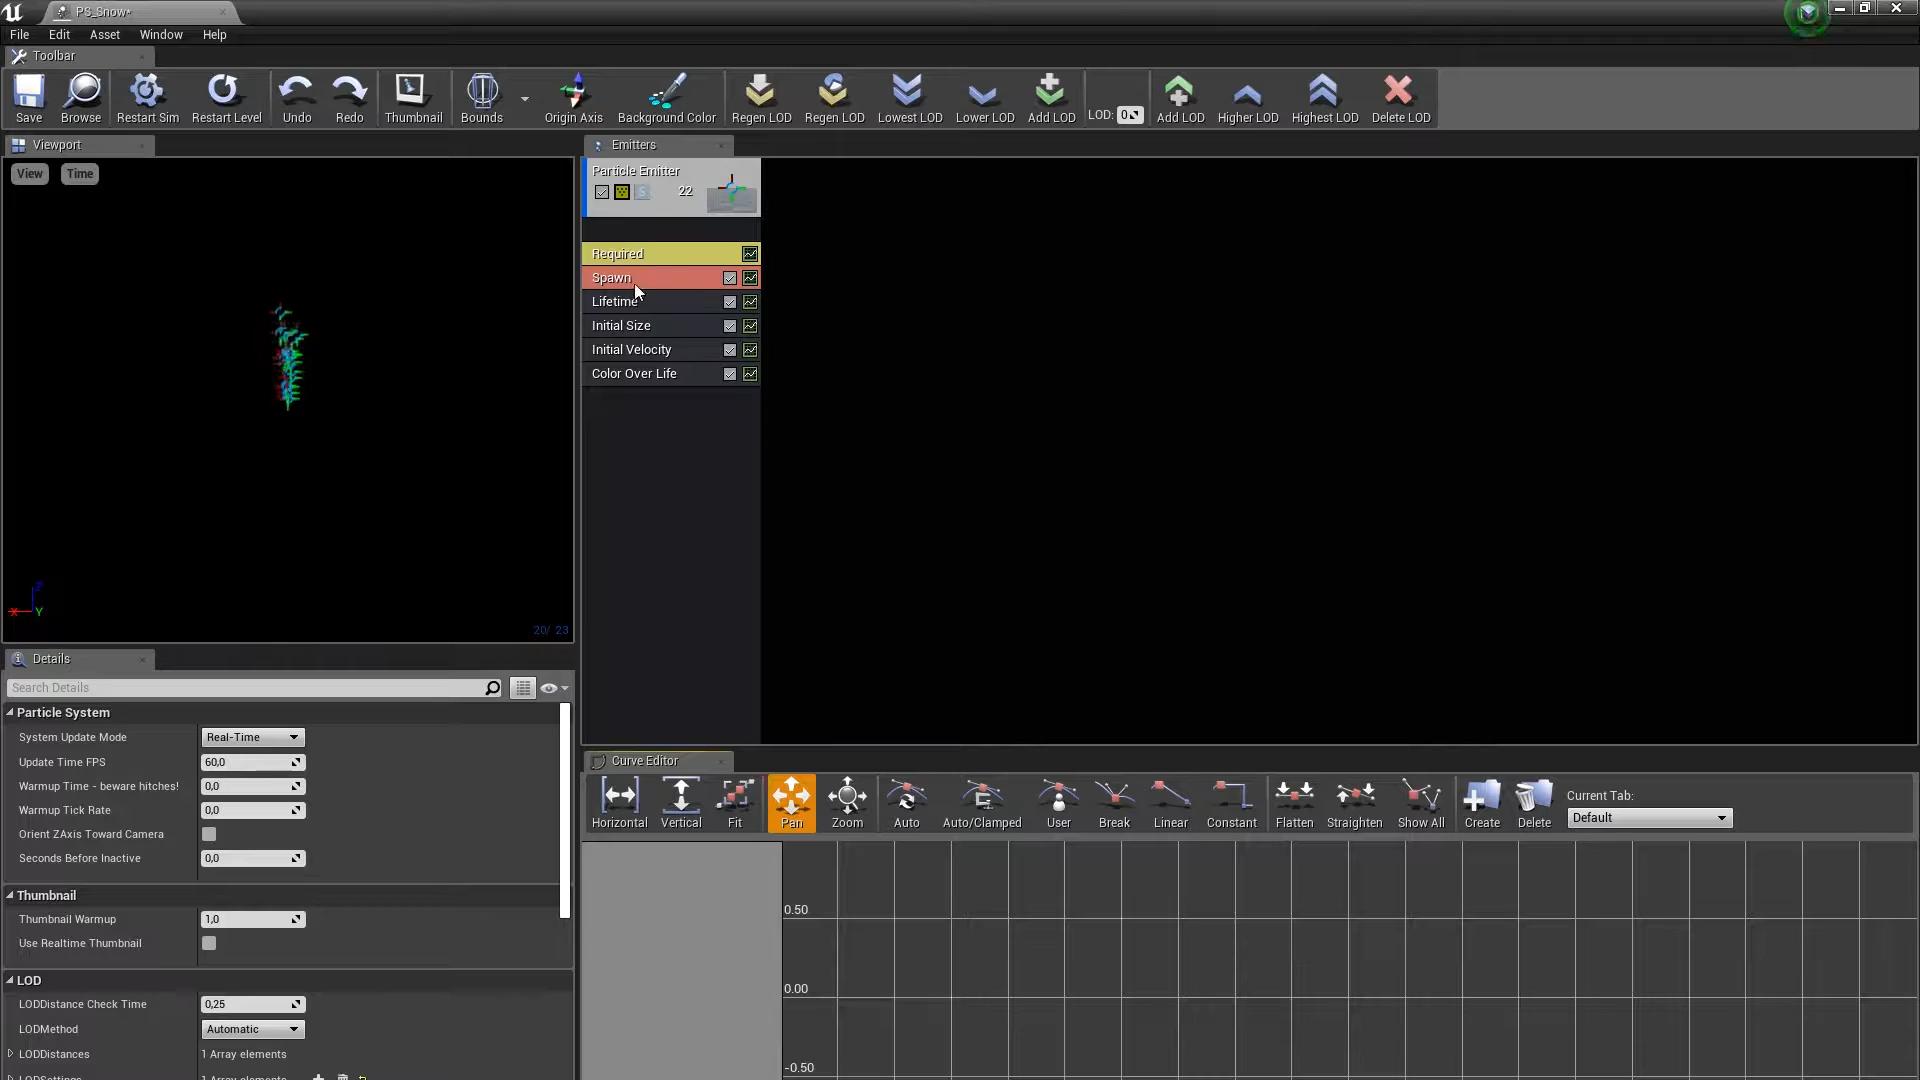 PS_Snow*
File Edit Asset Window Help
Toolbar
Save Browse Restart Sim Restart Level Undo Redo Thumbnail Bounds Origin Axis Background Color Regen LOD Regen LOD Lowest LOD Lower LOD Add LOD LOD: 0 Add LOD Higher LOD Highest LOD Delete LOD
Viewport
View Time
20/ 23
X Y Z
Emitters
Particle Emitter
22
Required
Spawn
Lifetime
Initial Size
Initial Velocity
Color Over Life
Details
Search Details
Particle System
System Update Mode Real-Time
Update Time FPS 60,0
Warmup Time - beware hitches! 0,0
Warmup Tick Rate 0,0
Orient ZAxis Toward Camera
Seconds Before Inactive 0,0
Thumbnail
Thumbnail Warmup 1,0
Use Realtime Thumbnail
LOD
LODDistance Check Time 0,25
LODMethod Automatic
LODDistances 1 Array elements
LODSettings 1 Array elements
Curve Editor
Horizontal Vertical Fit Pan Zoom Auto Auto/Clamped User Break Linear Constant Flatten Straighten Show All Create Delete
Current Tab:
Default
0.50
0.00
-0.50